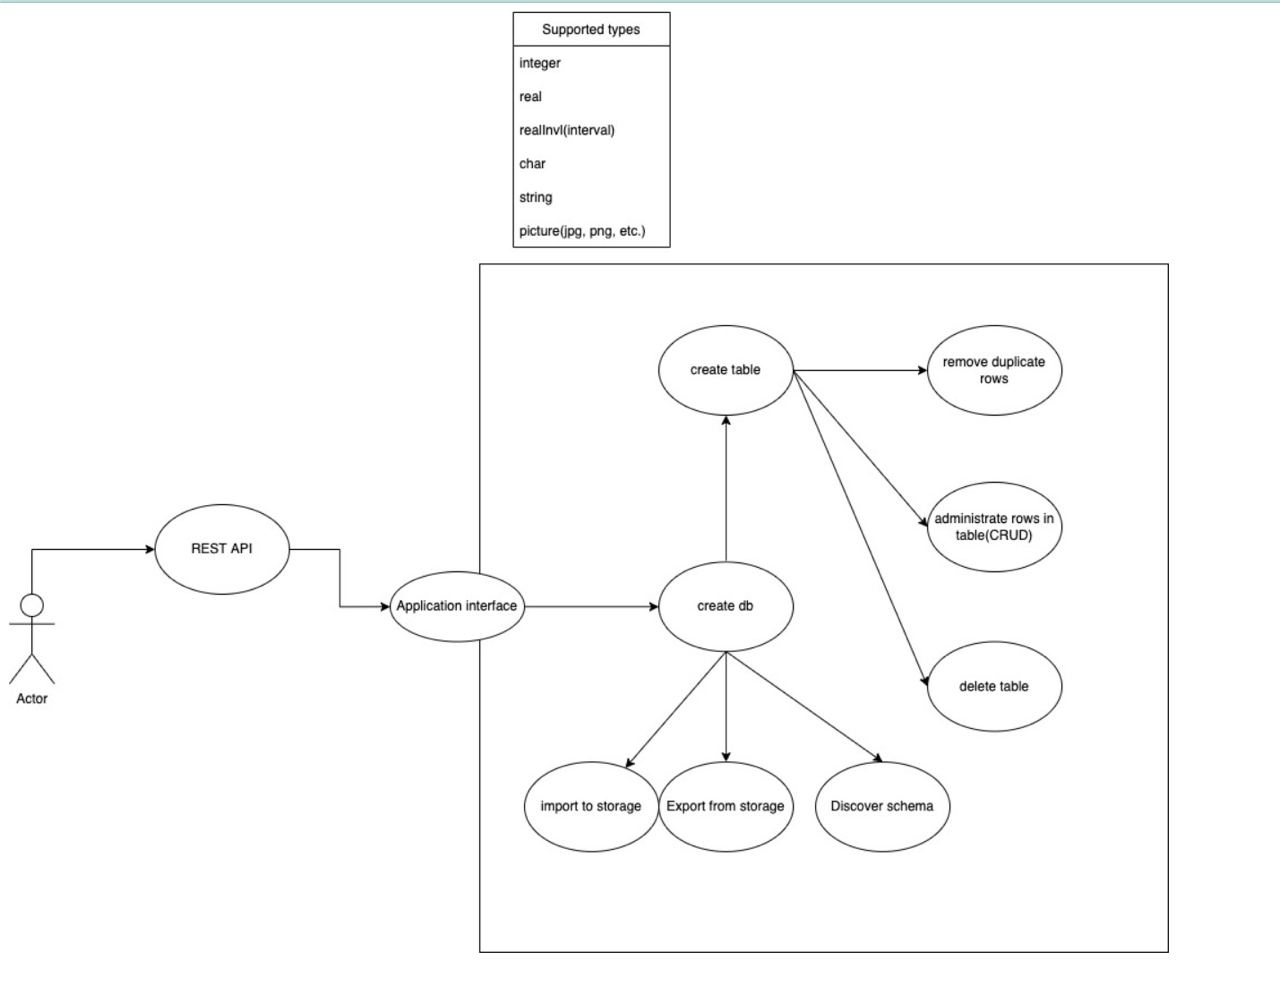 Supported types
integer
real
realInvl(interval)
char
string
picture(jpg, png, etc.)
create table
remove duplicate
rows
administrate rows in
table(CRUD)
REST API
Application interface
create db
delete table
Actor
import to storage
Export from storage
Discover schema